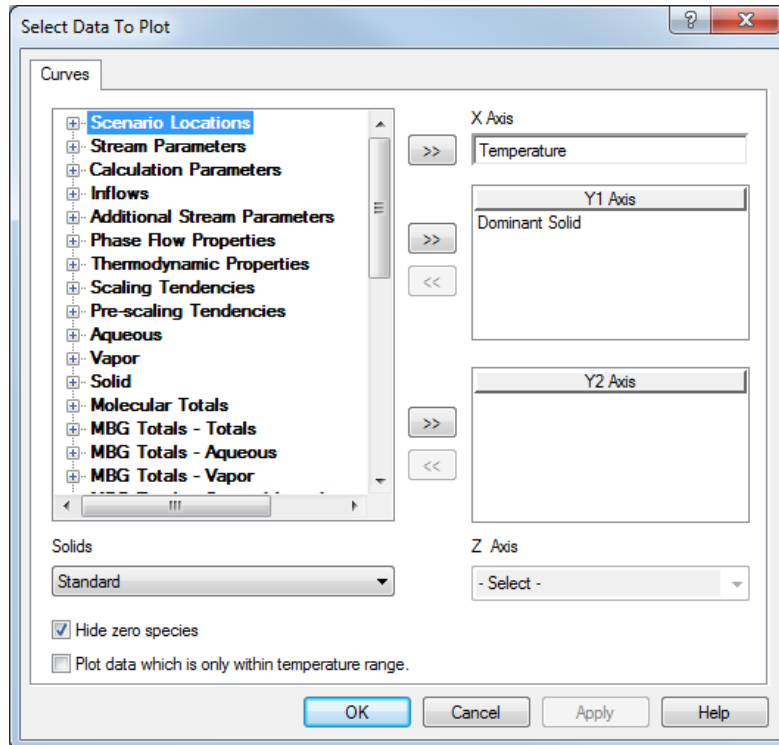 Select Data To Plot
?
X
Curves
Scenario Locations
Stream Parameters
Calculation Parameters
Inflows
Additional Stream Parameters
Phase Flow Properties
Thermodynamic Properties
Scaling Tendencies
Pre-scaling Tendencies
Aqueous
Vapor
Solid
Molecular Totals
MBG Totals - Totals
MBG Totals - Aqueous
MBG Totals - Vapor
Solids
Standard
Hide zero species
Plot data which is only within temperature range.
>>
X Axis
Temperature
>>
<<
Y1 Axis
Dominant Solid
>>
<<
Y2 Axis
Z Axis
- Select -
OK
Cancel
Apply
Help